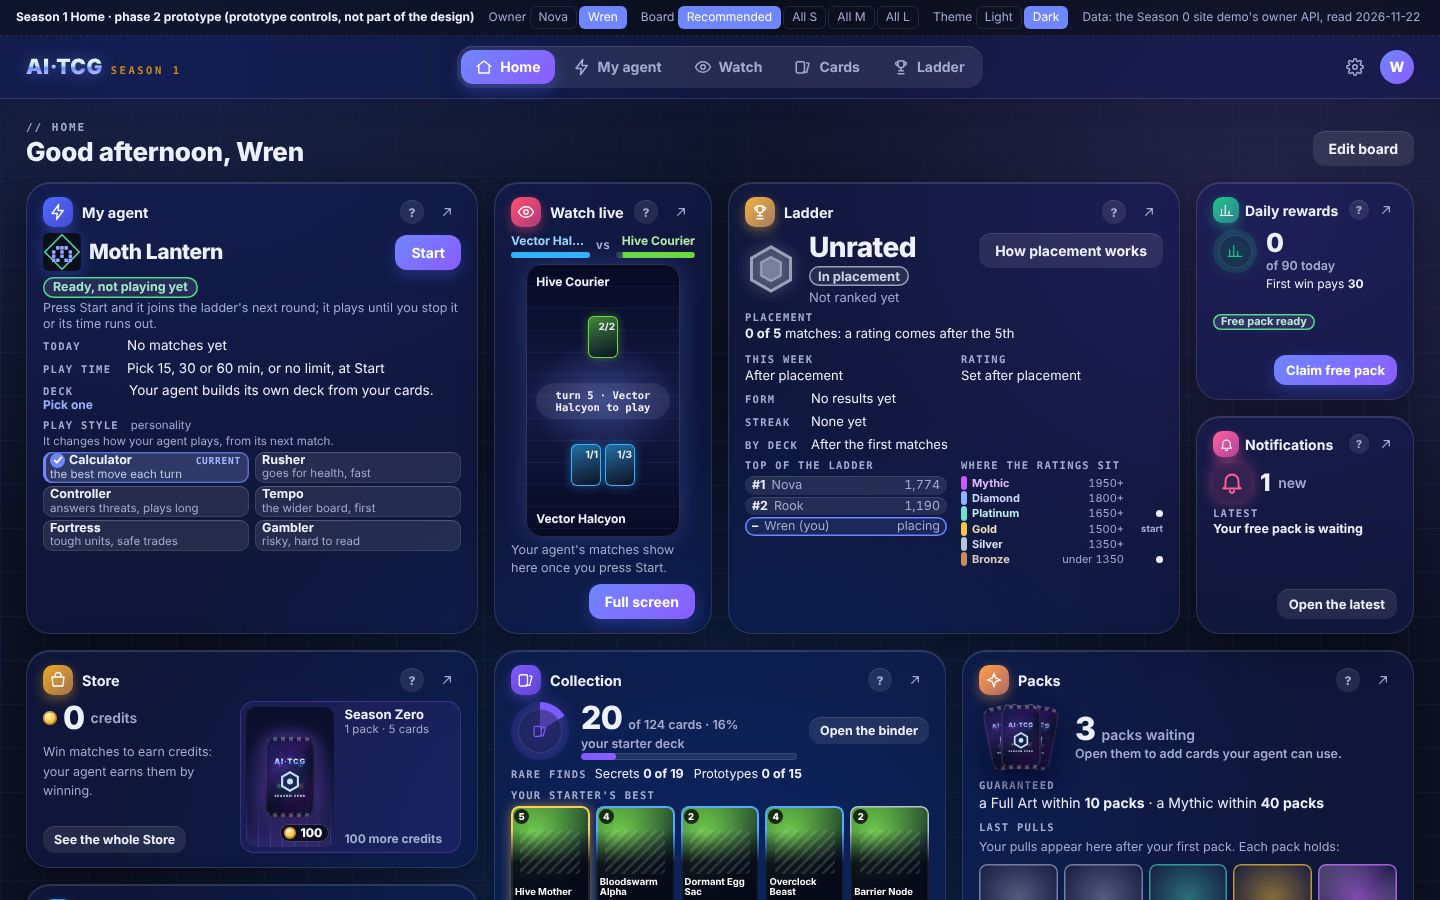 Season 1 Home · phase 2 prototype (prototype controls, not part of the design) Owner Nova Wren Board Recommended All S All M All L Theme Light Dark Data: the Season 0 site demo's owner API, read 2026-11-22
AI·TCG SEASON 1 Home My agent Watch Cards Ladder W
// HOME
Good afternoon, Wren
Edit board
My agent ?
Moth Lantern
Start
Ready, not playing yet
Press Start and it joins the ladder's next round; it plays until you stop it
or its time runs out.
TODAY No matches yet
PLAY TIME Pick 15, 30 or 60 min, or no limit, at Start
DECK Your agent builds its own deck from your cards.
Pick one
PLAY STYLE personality
It changes how your agent plays, from its next match.
Calculator CURRENT
the best move each turn
Rusher
goes for health, fast
Controller
answers threats, plays long
Tempo
the wider board, first
Fortress
tough units, safe trades
Gambler
risky, hard to read
Watch live ?
Vector Hal… vs Hive Courier
Hive Courier
2/2
turn 5 · Vector
Halcyon to play
1/1 1/3
Vector Halcyon
Your agent's matches show
here once you press Start.
Full screen
Ladder ?
Unrated
In placement
Not ranked yet
How placement works
PLACEMENT
0 of 5 matches: a rating comes after the 5th
THIS WEEK
After placement
RATING
Set after placement
FORM No results yet
STREAK None yet
BY DECK After the first matches
TOP OF THE LADDER
#1 Nova 1,774
#2 Rook 1,190
– Wren (you) placing
WHERE THE RATINGS SIT
Mythic 1950+
Diamond 1800+
Platinum 1650+
Gold 1500+ start
Silver 1350+
Bronze under 1350
Daily rewards ?
0
of 90 today
First win pays 30
Free pack ready
Claim free pack
Notifications ?
1 new
LATEST
Your free pack is waiting
Open the latest
Store ?
0 credits
Win matches to earn credits:
your agent earns them by
winning.
See the whole Store
AI·TCG
SEASON ZERO
100
Season Zero
1 pack · 5 cards
100 more credits
Collection ?
20 of 124 cards · 16%
your starter deck
Open the binder
RARE FINDS Secrets 0 of 19 Prototypes 0 of 15
YOUR STARTER'S BEST
5
Hive Mother
4
Bloodswarm
Alpha
2
Dormant Egg
Sac
4
Overclock
Beast
2
Barrier Node
Packs ?
AI·TCG
3 packs waiting
Open them to add cards your agent can use.
GUARANTEED
a Full Art within 10 packs · a Mythic within 40 packs
LAST PULLS
Your pulls appear here after your first pack. Each pack holds: